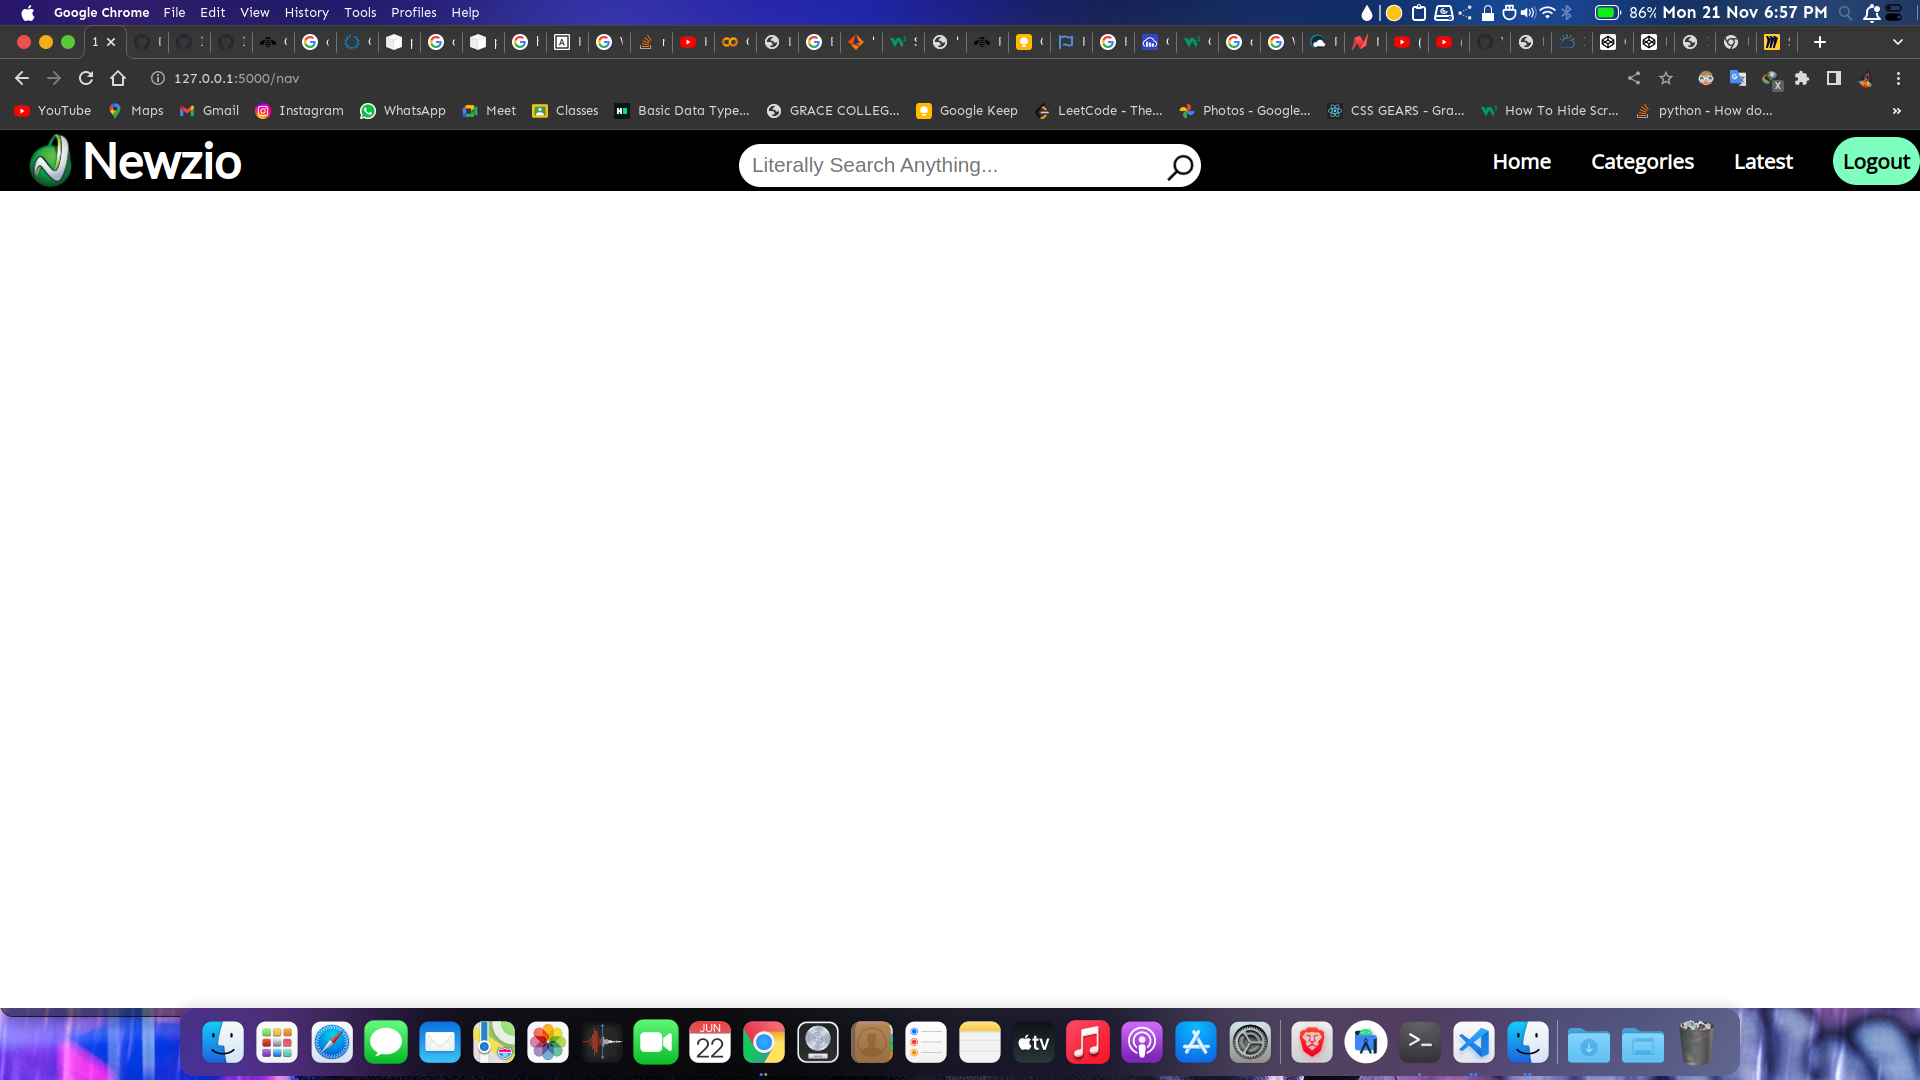 Google Chrome File Edit View History Tools Profiles Help 86% Mon 21 Nov 6:57 PM
127.0.0.1:5000/nav
YouTube Maps Gmail Instagram WhatsApp Meet Classes Basic Data Type... GRACE COLLEG... Google Keep LeetCode - The... Photos - Google... CSS GEARS - Gra... How To Hide Scr... python - How do... »
Newzio Literally Search Anything... Home Categories Latest Logout
JUN
22
tv